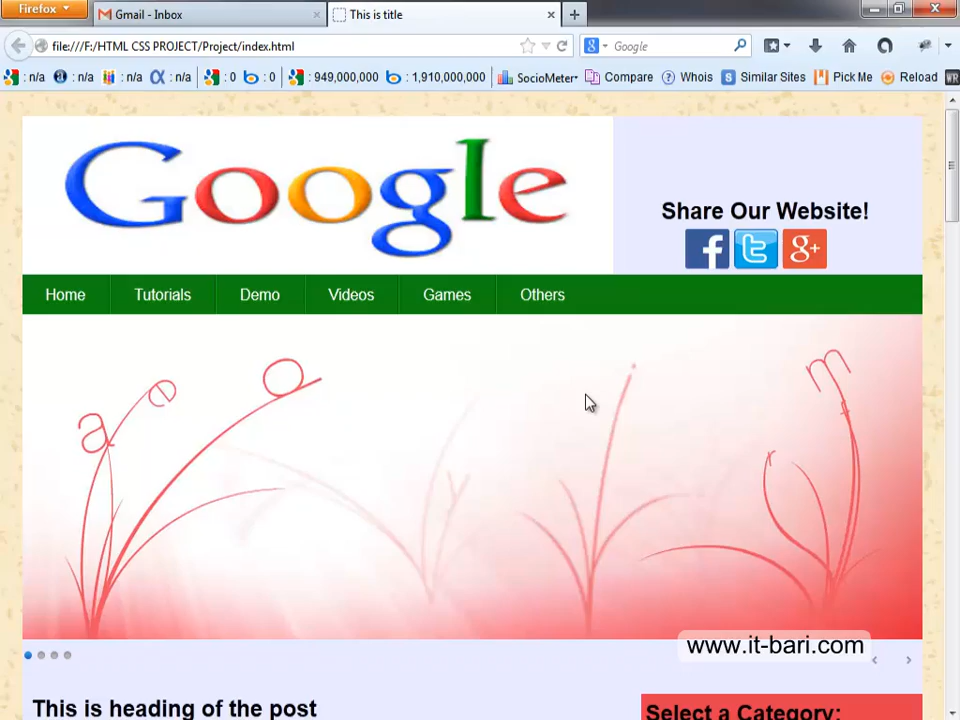 Firefox
Gmail - Inbox
This is title
file:///F:/HTML CSS PROJECT/Project/index.html
Google
: n/a : n/a : n/a : n/a : 0 : 0 : 949,000,000 : 1,910,000,000 SocioMeter Compare Whois Similar Sites Pick Me Reload WR
Google
Share Our Website!
Home Tutorials Demo Videos Games Others
a e a y r m
www.it-bari.com
This is heading of the post
Select a Category: